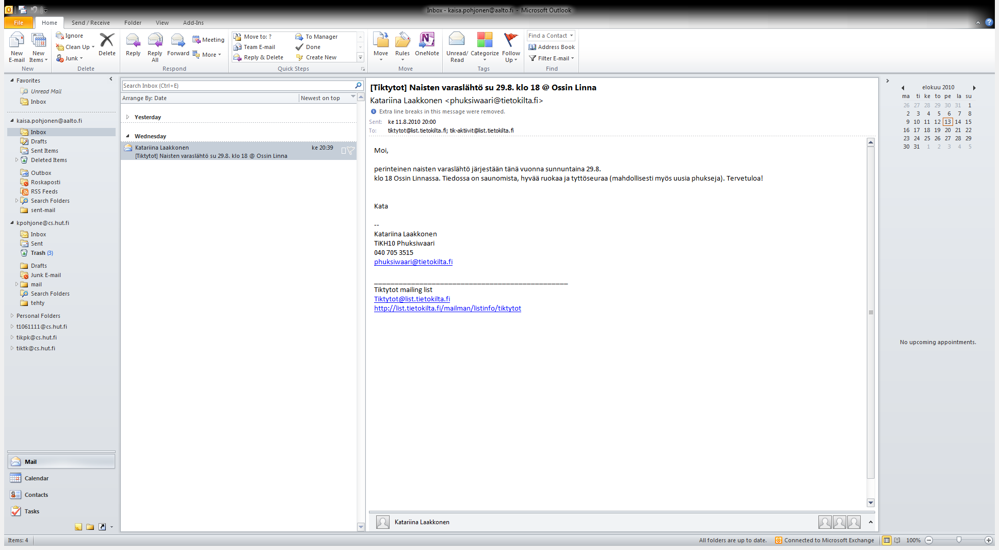 Inbox - kaisa.pohjonen@aalto.fi - Microsoft Outlook
File
Home
Send / Receive
Folder
View
Add-Ins
New E-mail
New Items
New
Ignore
Clean Up
Junk
Delete
Delete
Reply
Reply All
Forward
Meeting
More
Respond
Move to: ?
Team E-mail
Reply & Delete
To Manager
Done
Create New
Quick Steps
Move
Rules
OneNote
Move
Unread/ Read
Categorize
Follow Up
Tags
Find a Contact
Address Book
Filter E-mail
Find
Favorites
Unread Mail
Inbox
kaisa.pohjonen@aalto.fi
Inbox
Drafts
Sent Items
Deleted Items
Outbox
Roskaposti
RSS Feeds
Search Folders
sent-mail
kpohjone@cs.hut.fi
Inbox
Sent
Trash (3)
Drafts
Junk E-mail
mail
Search Folders
tehty
Personal Folders
t1061111@cs.hut.fi
tikpk@cs.hut.fi
tiktk@cs.hut.fi
Mail
Calendar
Contacts
Tasks
Search Inbox (Ctrl+E)
Arrange By: Date
Newest on top
Yesterday
Wednesday
Katariina Laakkonen ke 20:39
[Tiktytot] Naisten varaslähtö su 29.8. klo 18 @ Ossin Linna
[Tiktytot] Naisten varaslähtö su 29.8. klo 18 @ Ossin Linna
Katariina Laakkonen <phuksiwaari@tietokilta.fi>
Extra line breaks in this message were removed.
Sent: ke 11.8.2010 20:00
To: tiktytot@list.tietokilta.fi; tik-aktiivit@list.tietokilta.fi
Moi,
perinteinen naisten varaslähtö järjestään tänä vuonna sunnuntaina 29.8.
klo 18 Ossin Linnassa. Tiedossa on saunomista, hyvää ruokaa ja tyttöseuraa (mahdollisesti myös uusia phukseja). Tervetuloa!
Kata
--
Katariina Laakkonen
TiKH10 Phuksiwaari
040 705 3515
phuksiwaari@tietokilta.fi
_______________________________________________
Tiktytot mailing list
Tiktytot@list.tietokilta.fi
http://list.tietokilta.fi/mailman/listinfo/tiktytot
Katariina Laakkonen
elokuu 2010
ma ti ke to pe la su
26 27 28 29 30 31 1
2 3 4 5 6 7 8
9 10 11 12 13 14 15
16 17 18 19 20 21 22
23 24 25 26 27 28 29
30 31 1 2 3 4 5
No upcoming appointments.
Items: 4
All folders are up to date.
Connected to Microsoft Exchange
100%